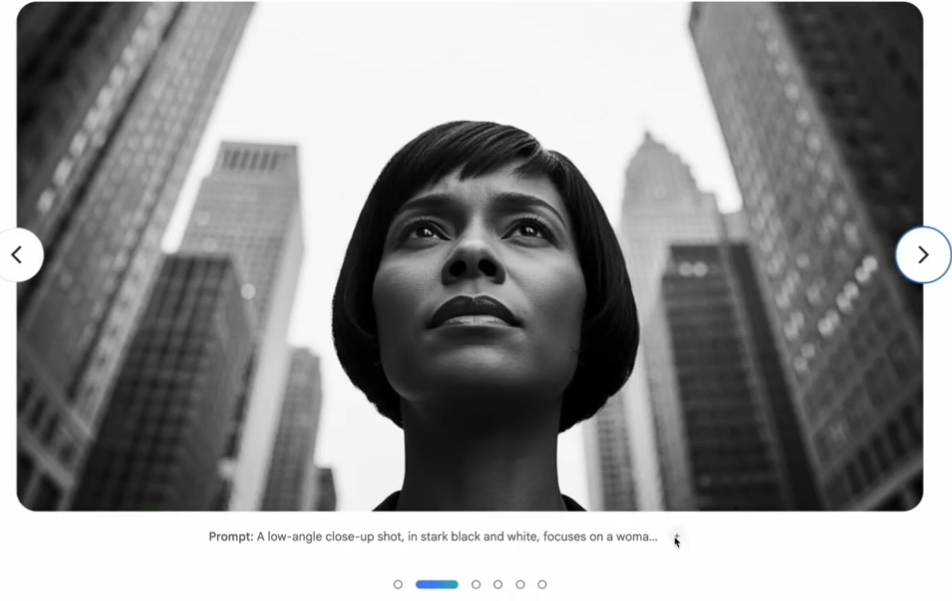 Prompt: A low-angle close-up shot, in stark black and white, focuses on a woma...